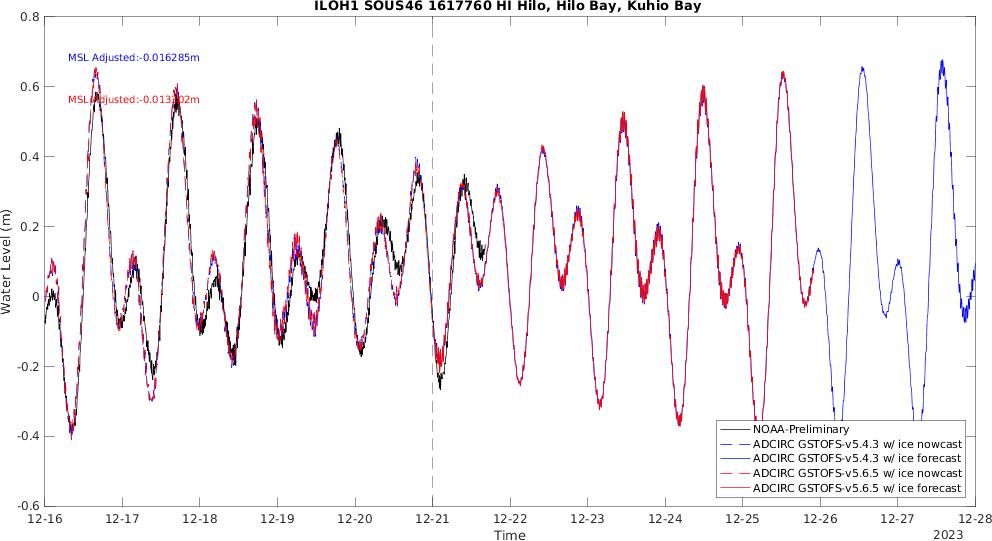 ILOH1 SOUS46 1617760 HI Hilo, Hilo Bay, Kuhio Bay
MSL Adjusted:-0.016285m
MSL Adjusted:-0.013202m
Water Level (m)
0.8
0.6
0.4
0.2
0
-0.2
-0.4
-0.6
NOAA-Preliminary
ADCIRC GSTOFS-v5.4.3 w/ ice nowcast
ADCIRC GSTOFS-v5.4.3 w/ ice forecast
ADCIRC GSTOFS-v5.6.5 w/ ice nowcast
ADCIRC GSTOFS-v5.6.5 w/ ice forecast
12-16 12-17 12-18 12-19 12-20 12-21 12-22 12-23 12-24 12-25 12-26 12-27 12-28
Time
2023